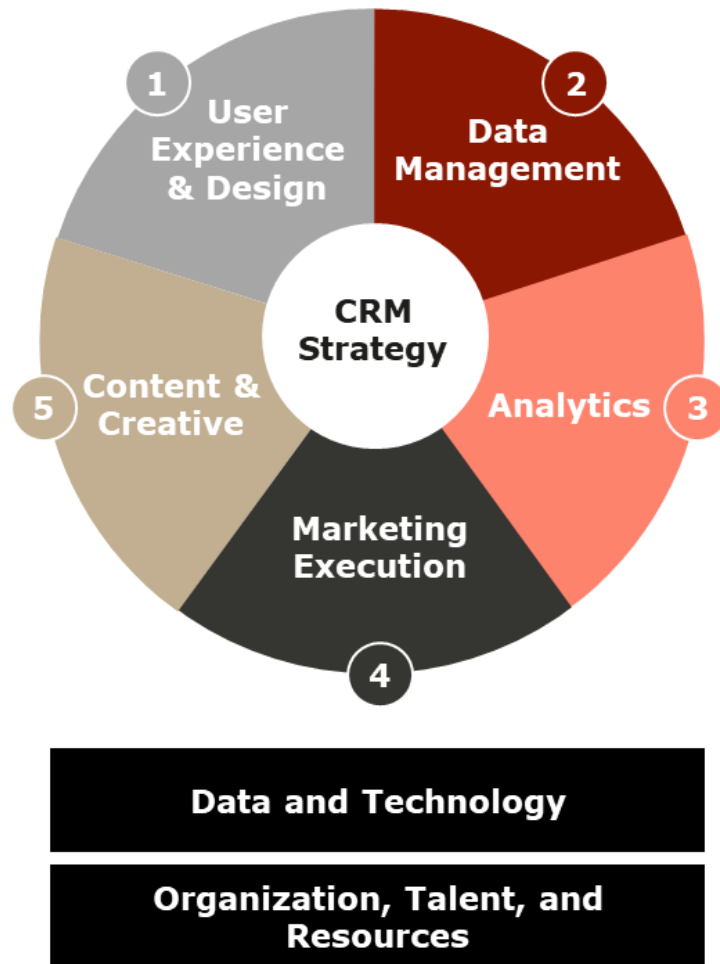 1
User
Experience
& Design
2
Data
Management
CRM
Strategy
Analytics
3
Marketing
Execution
4
Content &
Creative
5
Data and Technology
Organization, Talent, and
Resources